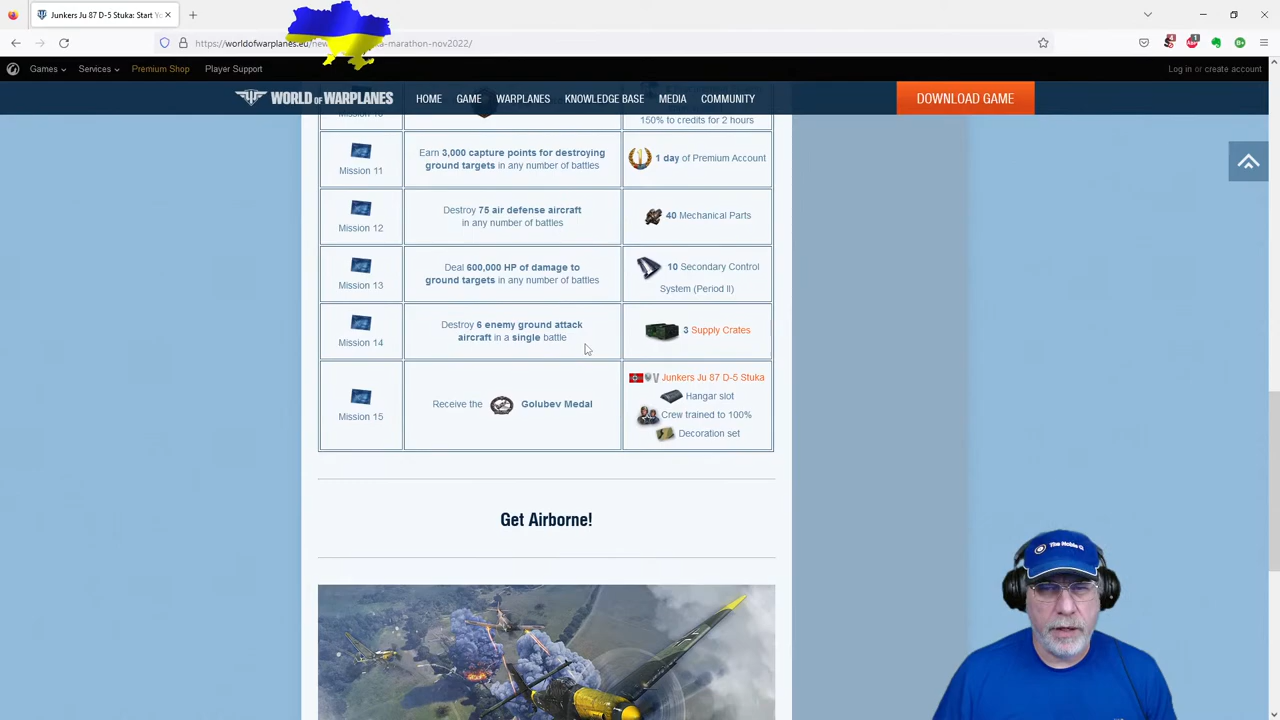 Junkers Ju 87 D-5 Stuka: Start Yo
worldofwarplanes.eu/ne
a-marathon-nov2022/
Games
Services
Premium Shop
Player Support
Log in or create account
WORLD OF WARPLANES
HOME
GAME
WARPLANES
KNOWLEDGE BASE
MEDIA
COMMUNITY
DOWNLOAD GAME
150% to credits for 2 hours
Mission 11
Earn 3,000 capture points for destroying
ground targets in any number of battles
1 day of Premium Account
Mission 12
Destroy 75 air defense aircraft
in any number of battles
40 Mechanical Parts
Mission 13
Deal 600,000 HP of damage to
ground targets in any number of battles
10 Secondary Control
System (Period II)
Mission 14
Destroy 6 enemy ground attack
aircraft in a single battle
3 Supply Crates
Mission 15
Receive the Golubev Medal
Junkers Ju 87 D-5 Stuka
Hangar slot
Crew trained to 100%
Decoration set
Get Airborne!
The Noble Q